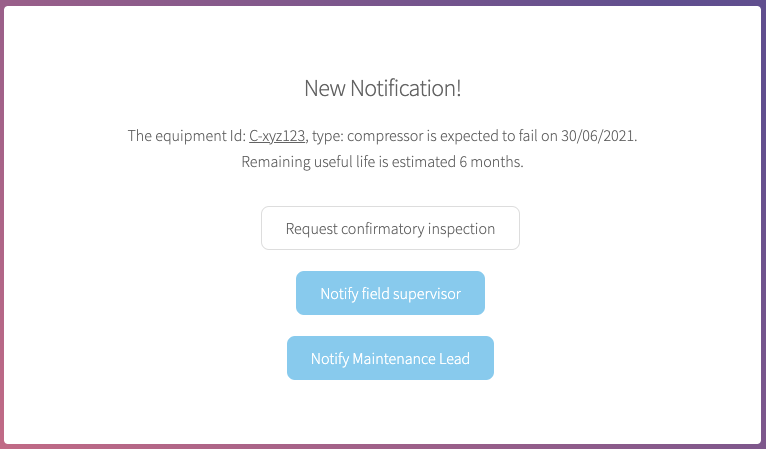 New Notification!
The equipment Id: C-xyz123, type: compressor is expected to fail on 30/06/2021.
Remaining useful life is estimated 6 months.
Request confirmatory inspection
Notify field supervisor
Notify Maintenance Lead